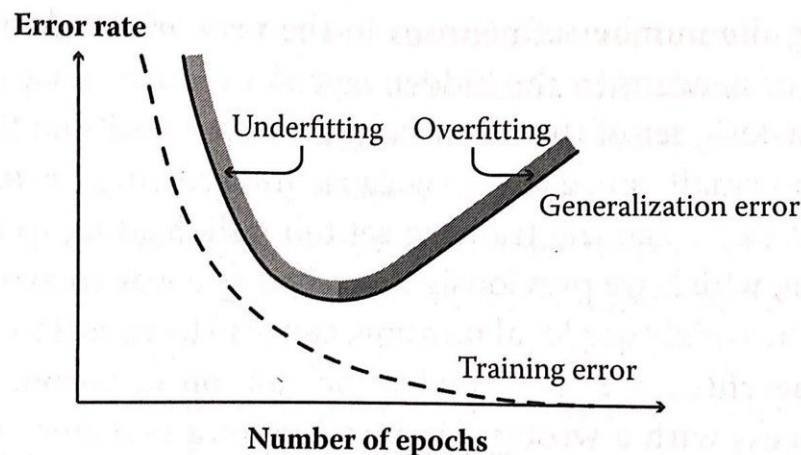 Error rate
Underfitting Overfitting
Generalization error
Training error
Number of epochs